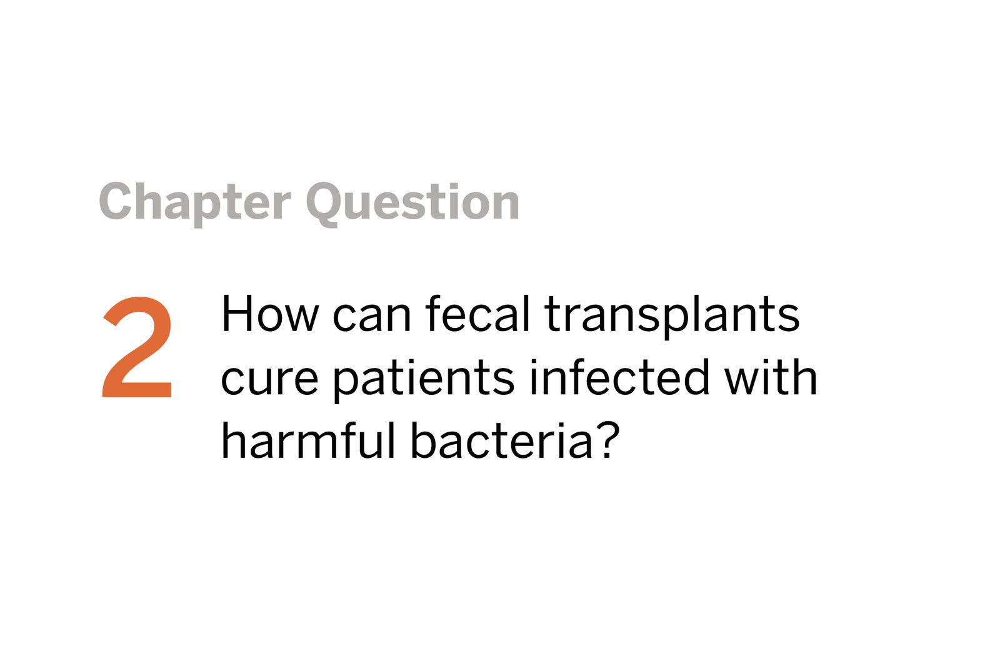 Chapter Question
2
How can fecal transplants
cure patients infected with
harmful bacteria?